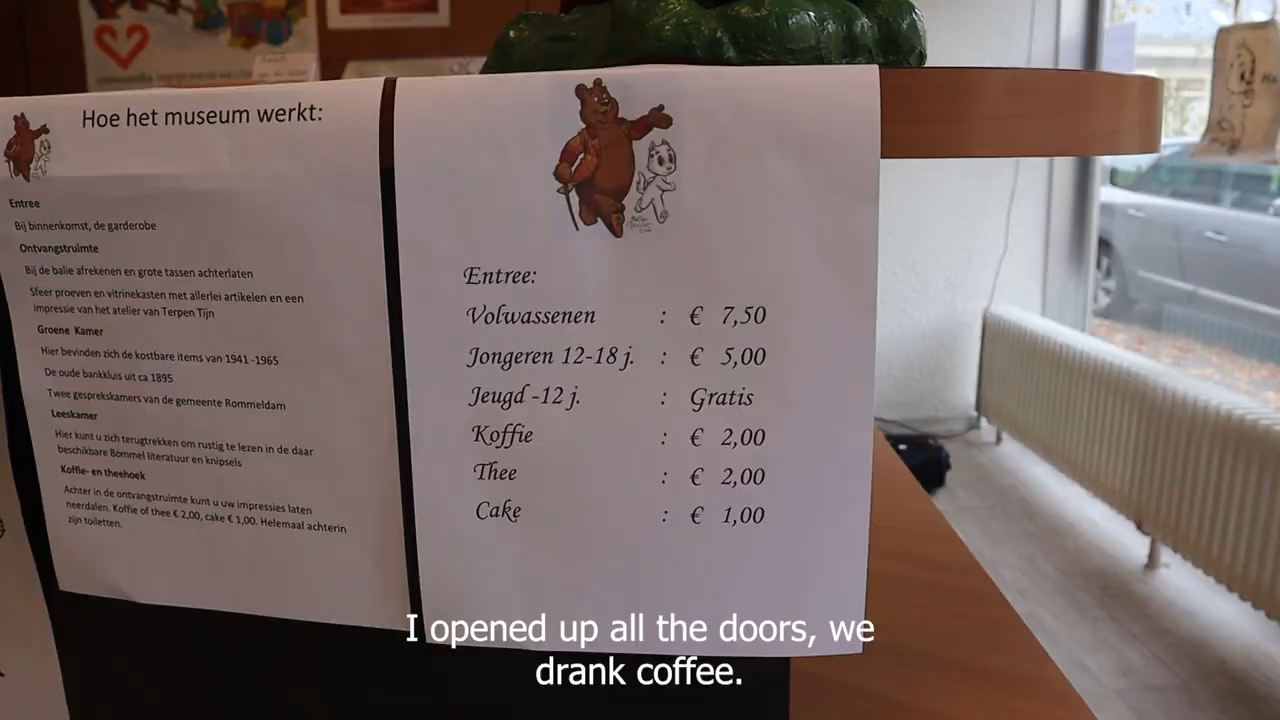 Hoe het museum werkt:
Entree
Bij binnenkomst, de garderobe
Ontvangstruimte
Bij de balie afrekenen en grote tassen achterlaten
Sfeer proeven en vitrinekasten met allerlei artikelen en een
impressie van het atelier van Terpen Tijn
Groene Kamer
Hier bevinden zich de kostbare items van 1941 -1965
De oude bankkluis uit ca 1895
Twee gesprekskamers van de gemeente Rommeldam
Leeskamer
Hier kunt u zich terugtrekken om rustig te lezen in de daar
beschikbare Bommel literatuur en knipsels
Koffie- en theehoek
Achter in de ontvangstruimte kunt u uw impressies laten
neerdalen. Koffie of thee € 2,00, cake € 1,00. Helemaal achterin
zijn toiletten.
Entree:
Volwassenen : € 7,50
Jongeren 12-18 j. : € 5,00
Jeugd -12 j. : Gratis
Koffie : € 2,00
Thee : € 2,00
Cake : € 1,00
I opened up all the doors, we
drank coffee.